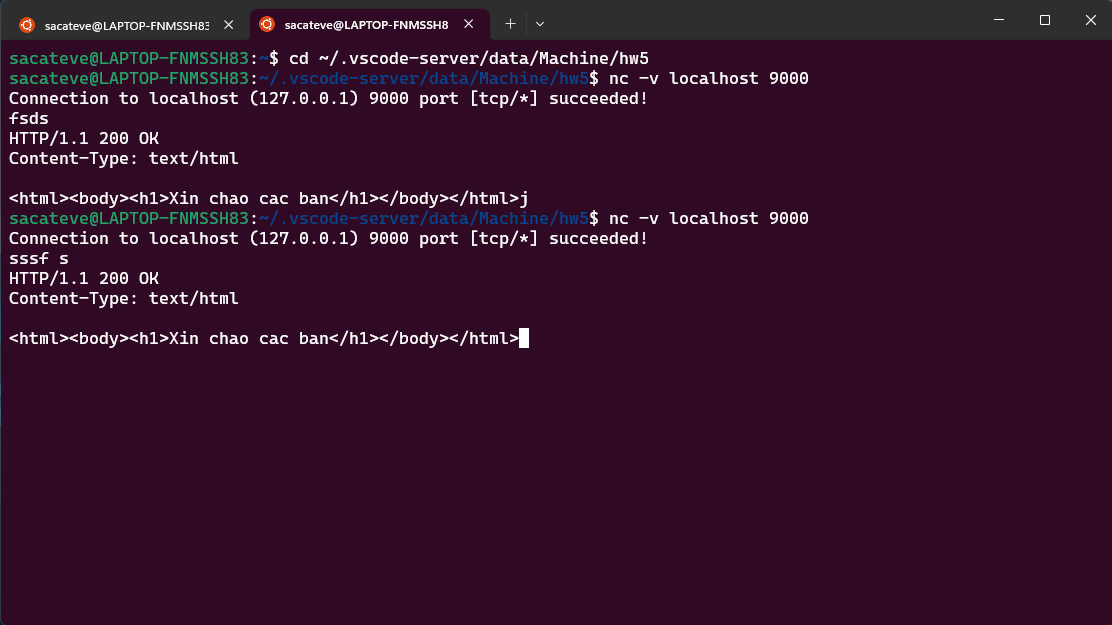 sacateve@LAPTOP-FNMSSH83
sacateve@LAPTOP-FNMSSH8
sacateve@LAPTOP-FNMSSH83:~$ cd ~/.vscode-server/data/Machine/hw5
sacateve@LAPTOP-FNMSSH83:~/.vscode-server/data/Machine/hw5$ nc -v localhost 9000
Connection to localhost (127.0.0.1) 9000 port [tcp/*] succeeded!
fsds
HTTP/1.1 200 OK
Content-Type: text/html

<html><body><h1>Xin chao cac ban</h1></body></html>j
sacateve@LAPTOP-FNMSSH83:~/.vscode-server/data/Machine/hw5$ nc -v localhost 9000
Connection to localhost (127.0.0.1) 9000 port [tcp/*] succeeded!
sssf s
HTTP/1.1 200 OK
Content-Type: text/html

<html><body><h1>Xin chao cac ban</h1></body></html>